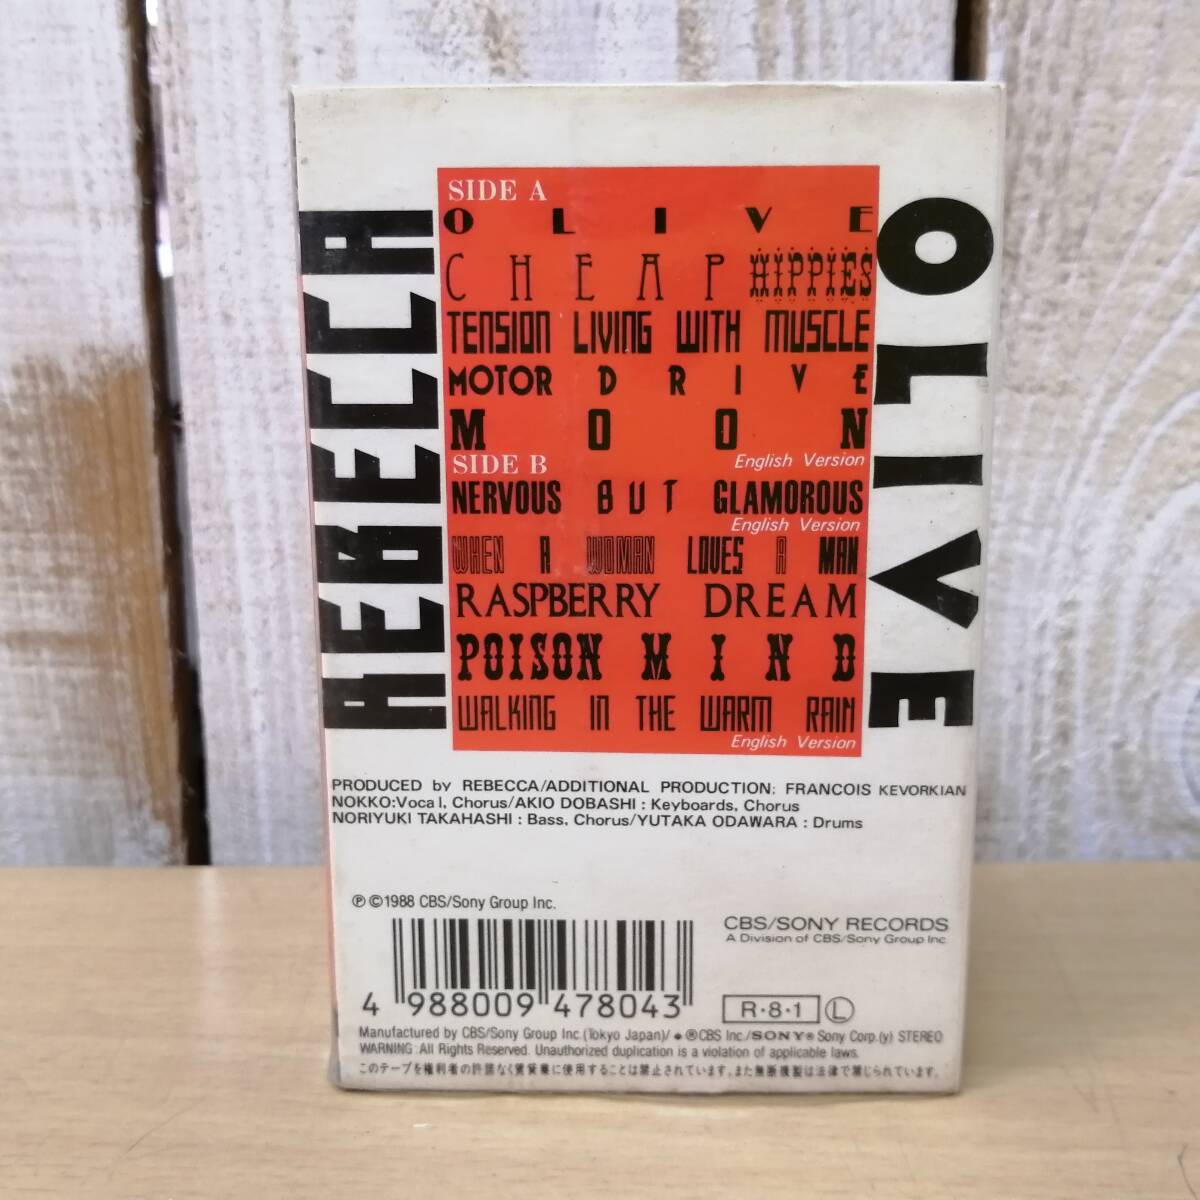 REBECCA
OLIVE
SIDE A
OLIVE
CHEAP HIPPIES
TENSION LIVING WITH MUSCLE
MOTOR DRIVE
MOON
English Version
SIDE B
NERVOUS BUT GLAMOROUS
English Version
WHEN A WOMAN LOVES A MAN
RASPBERRY DREAM
POISON MIND
WALKING IN THE WARM RAIN
English Version
PRODUCED by REBECCA/ADDITIONAL PRODUCTION: FRANCOIS KEVORKIAN
NOKKO:Vocal, Chorus/AKIO DOBASHI : Keyboards, Chorus
NORIYUKI TAKAHASHI : Bass, Chorus/YUTAKA ODAWARA : Drums
Ⓟ©1988 CBS/Sony Group Inc.
CBS/SONY RECORDS
A Division of CBS/Sony Group Inc.
4 988009 478043
R・8・1 Ⓛ
Manufactured by CBS/Sony Group Inc.(Tokyo Japan)/ ®CBS Inc./SONY® Sony Corp.(y) STEREO
WARNING: All Rights Reserved. Unauthorized duplication is a violation of applicable laws.
このテープを権利者の許諾なく賃貸業に使用することは禁止されています。また無断複製は法律で禁じられています。